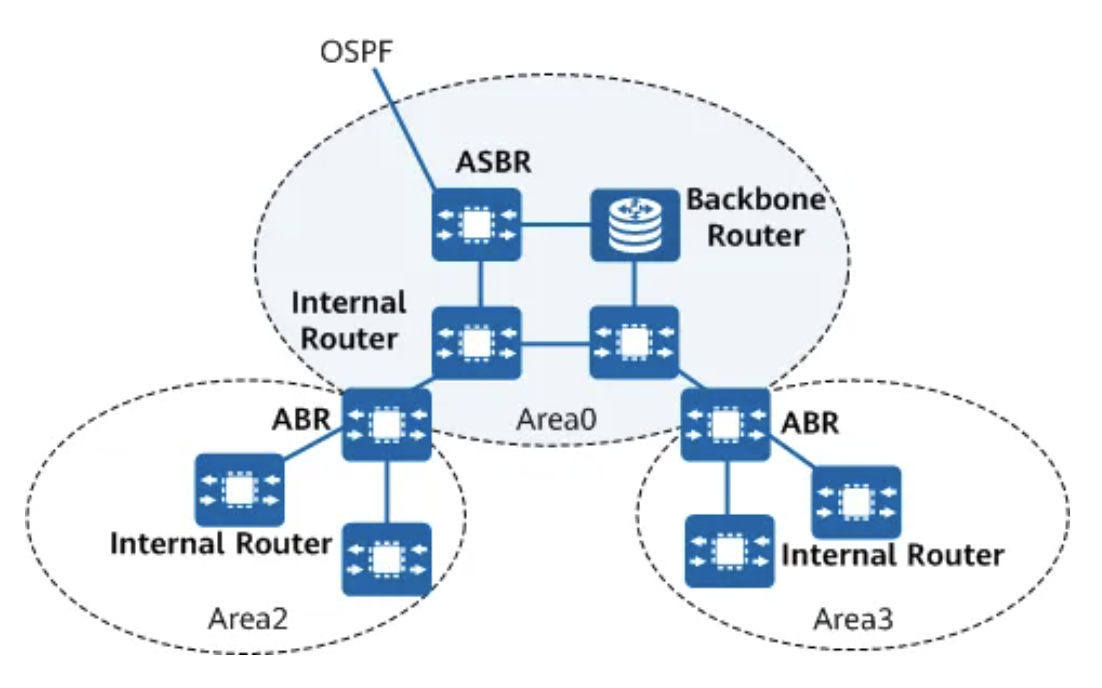 OSPF
ASBR
Backbone
Router
Internal
Router
Area0
ABR
ABR
Internal Router
Internal Router
Area2
Area3